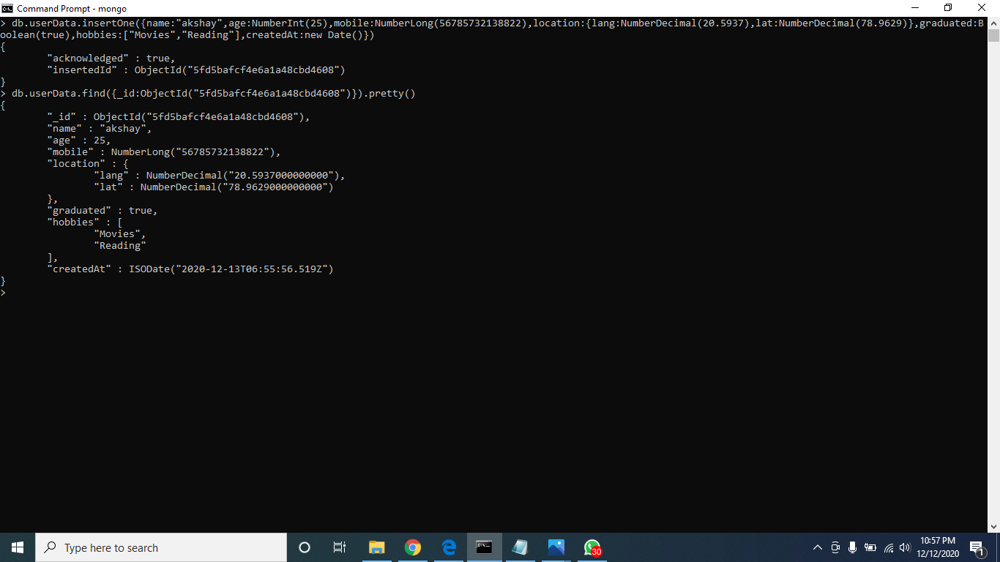 Command Prompt - mongo
> db.userData.insertOne({name:"akshay",age:NumberInt(25),mobile:NumberLong(56785732138822),location:{lang:NumberDecimal(20.5937),lat:NumberDecimal(78.9629)},graduated:B
oolean(true),hobbies:["Movies","Reading"],createdAt:new Date()})
{
        "acknowledged" : true,
        "insertedId" : ObjectId("5fd5bafcf4e6a1a48cbd4608")
}
> db.userData.find({_id:ObjectId("5fd5bafcf4e6a1a48cbd4608")}).pretty()
{
        "_id" : ObjectId("5fd5bafcf4e6a1a48cbd4608"),
        "name" : "akshay",
        "age" : 25,
        "mobile" : NumberLong("56785732138822"),
        "location" : {
                "lang" : NumberDecimal("20.5937000000000"),
                "lat" : NumberDecimal("78.9629000000000")
        },
        "graduated" : true,
        "hobbies" : [
                "Movies",
                "Reading"
        ],
        "createdAt" : ISODate("2020-12-13T06:55:56.519Z")
}
>
Type here to search
30
10:57 PM
12/12/2020
1